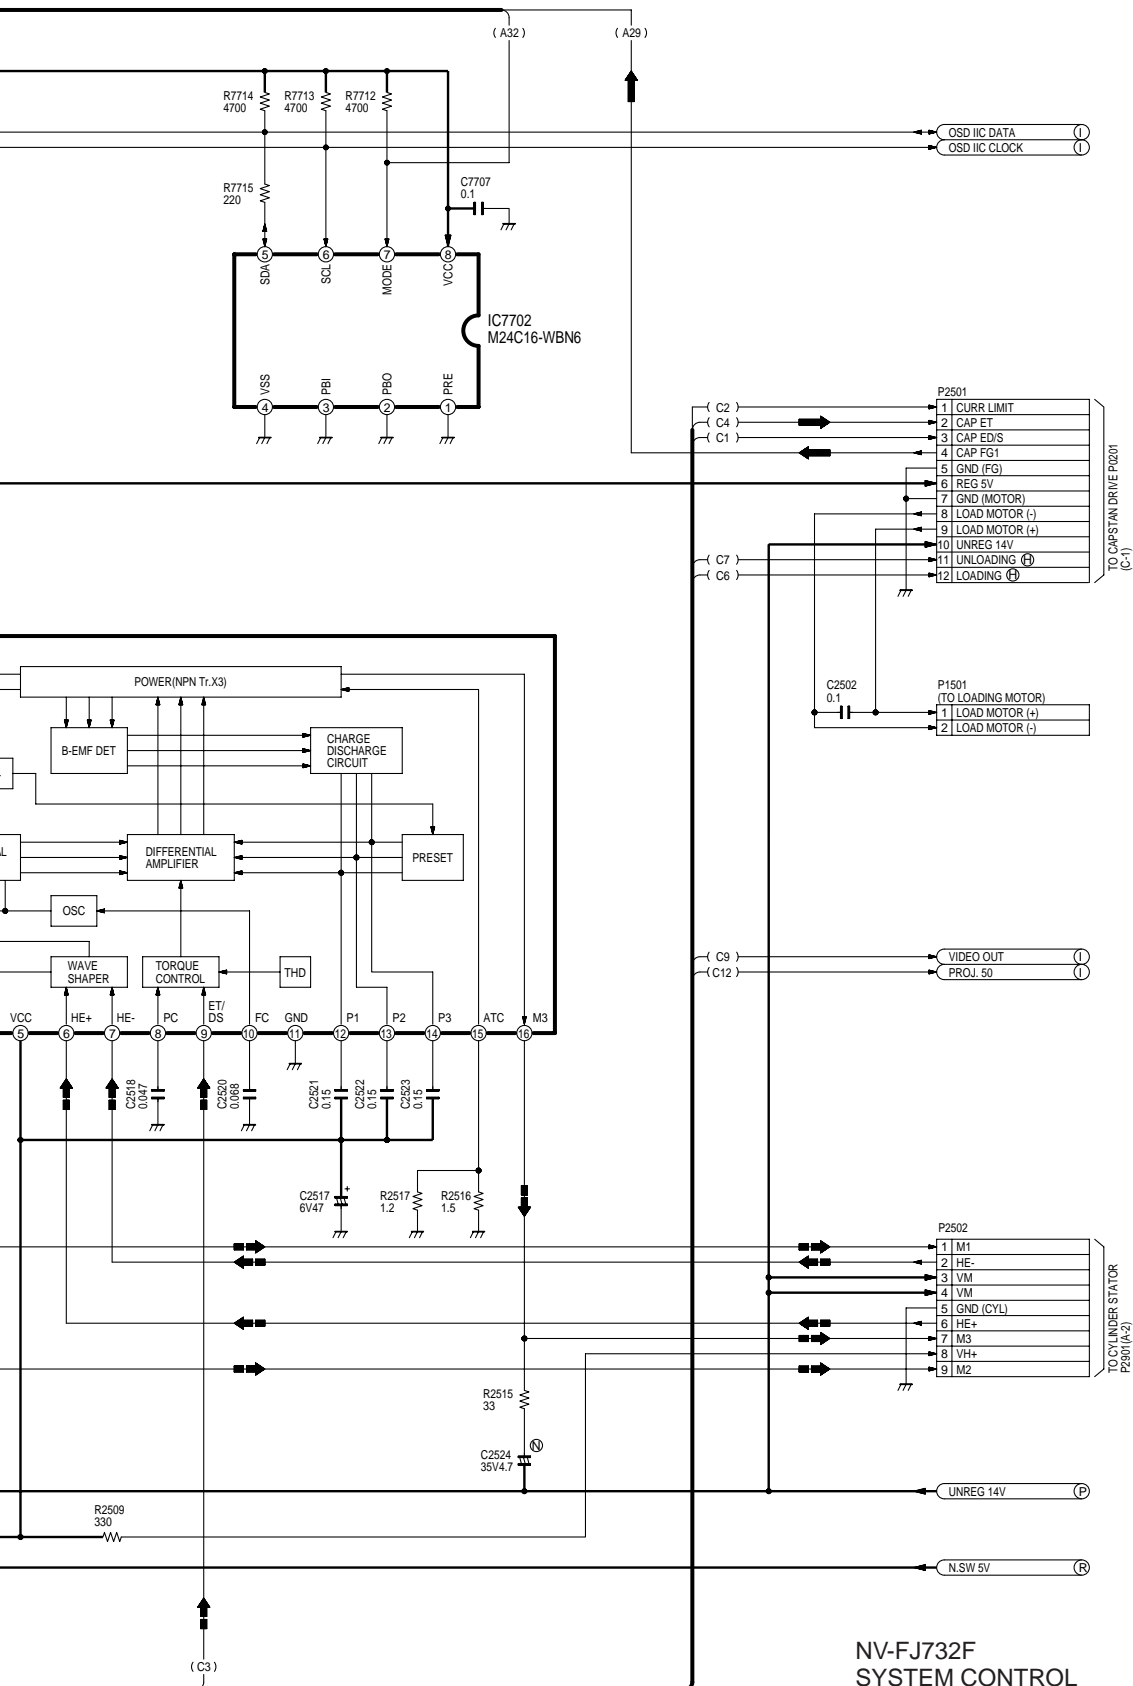 ( A32 )
( A29 )
R7714
4700
R7713
4700
R7712
4700
OSD IIC DATA I
OSD IIC CLOCK I
R7715
220
C7707
0.1
5 6 7 8
SDA
SCL
MODE
VCC
IC7702
M24C16-WBN6
VSS
PBI
PBO
PRE
4 3 2 1
P2501
( C2 ) 1 CURR LIMIT
( C4 ) 2 CAP ET
( C1 ) 3 CAP ED/S
4 CAP FG1
5 GND (FG)
6 REG 5V
7 GND (MOTOR)
8 LOAD MOTOR (-)
9 LOAD MOTOR (+)
10 UNREG 14V
( C7 ) 11 UNLOADING H
( C6 ) 12 LOADING H
TO CAPSTAN DRIVE P0201
(C-1)
POWER(NPN Tr.X3)
C2502
0.1
P1501
(TO LOADING MOTOR)
1 LOAD MOTOR (+)
2 LOAD MOTOR (-)
B-EMF DET
CHARGE
DISCHARGE
CIRCUIT
AL
DIFFERENTIAL
AMPLIFIER
PRESET
OSC
WAVE
SHAPER
TORQUE
CONTROL
THD
( C9 ) VIDEO OUT I
( C12 ) PROJ. 50 I
VCC HE+ HE- PC ET/
DS FC GND P1 P2 P3 ATC M3
5 6 7 8 9 10 11 12 13 14 15 16
C2518
0.047
C2520
0.068
C2521
0.15
C2522
0.15
C2523
0.15
C2517
6V47
+
R2517
1.2
R2516
1.5
P2502
1 M1
2 HE-
3 VM
4 VM
5 GND (CYL)
6 HE+
7 M3
8 VH+
9 M2
TO CYLINDER STATOR
P2901(A-2)
R2515
33
C2524
35V4.7
N
UNREG 14V P
R2509
330
N.SW 5V R
( C3 )
NV-FJ732F
SYSTEM CONTROL